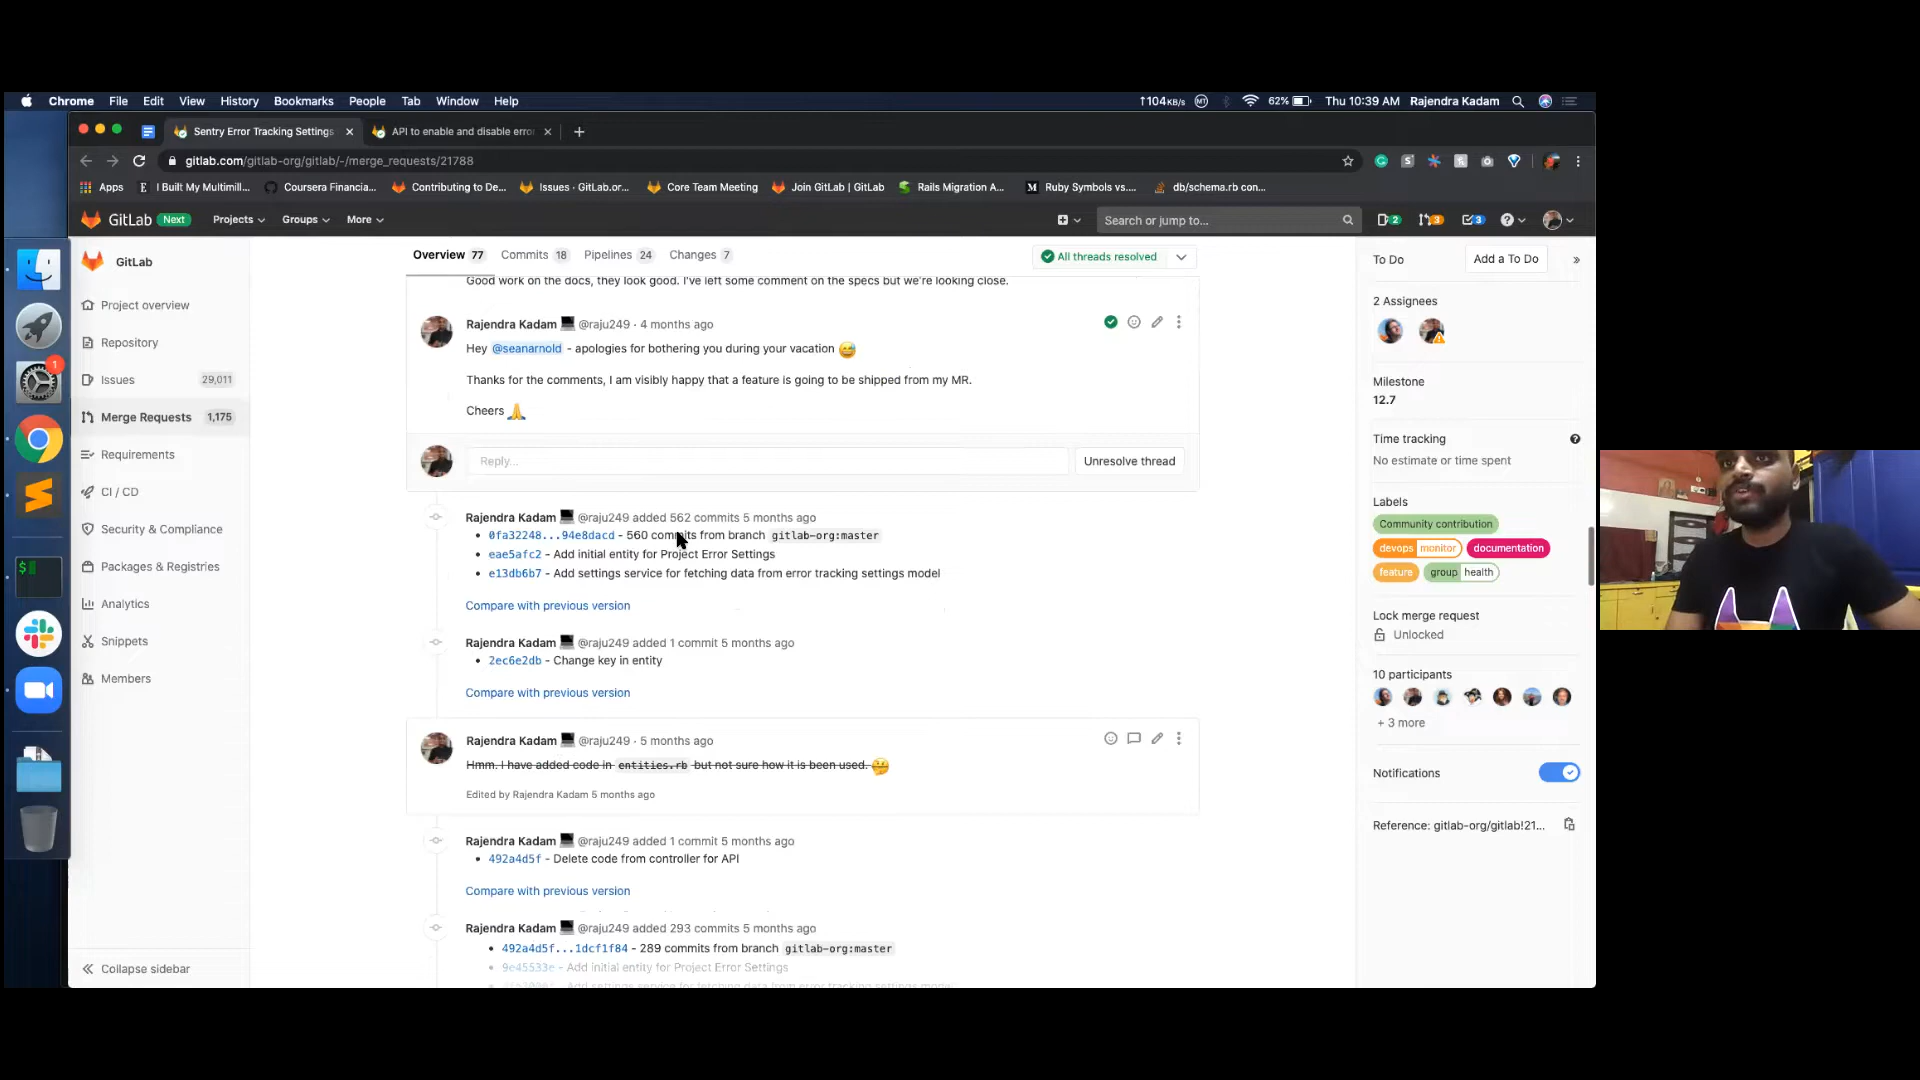 Chrome File Edit View History Bookmarks People Tab Window Help
↑104KB/s 62% Thu 10:39 AM Rajendra Kadam
Sentry Error Tracking Settings
API to enable and disable erro
gitlab.com/gitlab-org/gitlab/-/merge_requests/21788
Apps
I Built My Multimill...
Coursera Financia...
Contributing to De...
Issues · GitLab.or...
Core Team Meeting
Join GitLab | GitLab
Rails Migration A...
Ruby Symbols vs....
db/schema.rb con...
GitLab Next Projects Groups More
Search or jump to...
2 3 3
GitLab
Project overview
Repository
Issues 29,011
Merge Requests 1,175
Requirements
CI / CD
Security & Compliance
Packages & Registries
Analytics
Snippets
Members
Collapse sidebar
Overview 77 Commits 18 Pipelines 24 Changes 7
All threads resolved
Good work on the docs, they look good. I've left some comment on the specs but we're looking close.
Rajendra Kadam @raju249 · 4 months ago
Hey @seanarnold - apologies for bothering you during your vacation
Thanks for the comments, I am visibly happy that a feature is going to be shipped from my MR.
Cheers
Reply...
Unresolve thread
Rajendra Kadam @raju249 added 562 commits 5 months ago
0fa32248...94e8dacd - 560 commits from branch gitlab-org:master
eae5afc2 - Add initial entity for Project Error Settings
e13db6b7 - Add settings service for fetching data from error tracking settings model
Compare with previous version
Rajendra Kadam @raju249 added 1 commit 5 months ago
2ec6e2db - Change key in entity
Compare with previous version
Rajendra Kadam @raju249 · 5 months ago
Hmm. I have added code in entities.rb but not sure how it is been used.
Edited by Rajendra Kadam 5 months ago
Rajendra Kadam @raju249 added 1 commit 5 months ago
492a4d5f - Delete code from controller for API
Compare with previous version
Rajendra Kadam @raju249 added 293 commits 5 months ago
492a4d5f...1dcf1f84 - 289 commits from branch gitlab-org:master
9e45533e - Add initial entity for Project Error Settings
Add settings service for fetching data from error tracking settings model
To Do
Add a To Do
2 Assignees
Milestone
12.7
Time tracking
No estimate or time spent
Labels
Community contribution
devops monitor documentation
feature group health
Lock merge request
Unlocked
10 participants
+ 3 more
Notifications
Reference: gitlab-org/gitlab!21...
1